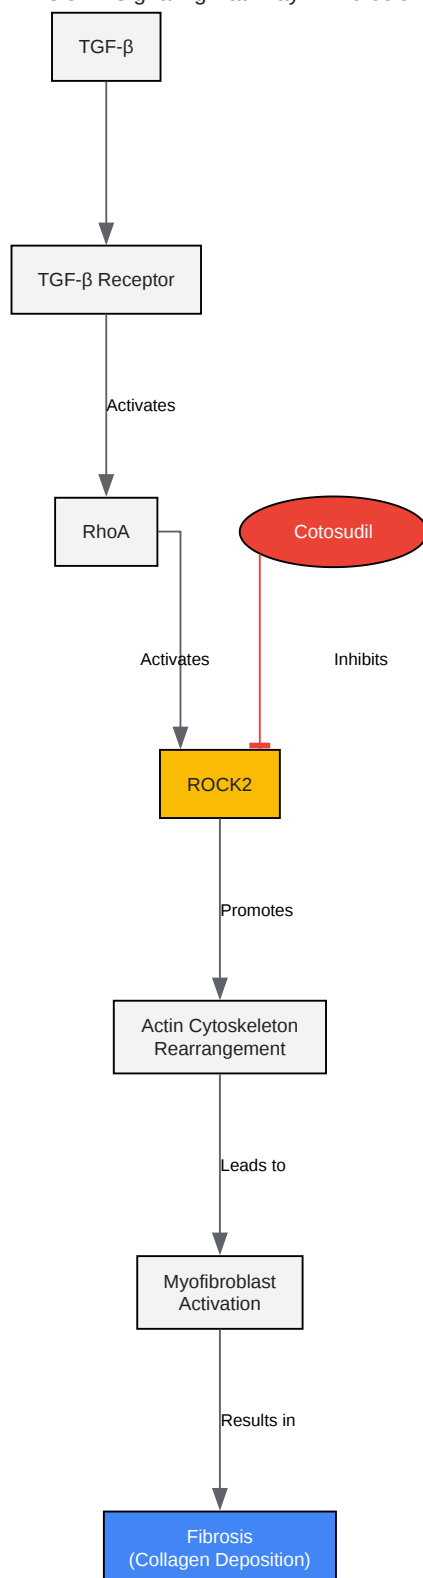 TGF-β
TGF-β Receptor
Activates
RhoA
Cotosudil
Activates
Inhibits
ROCK2
Promotes
Actin Cytoskeleton
Rearrangement
Leads to
Myofibroblast
Activation
Results in
Fibrosis
(Collagen Deposition)